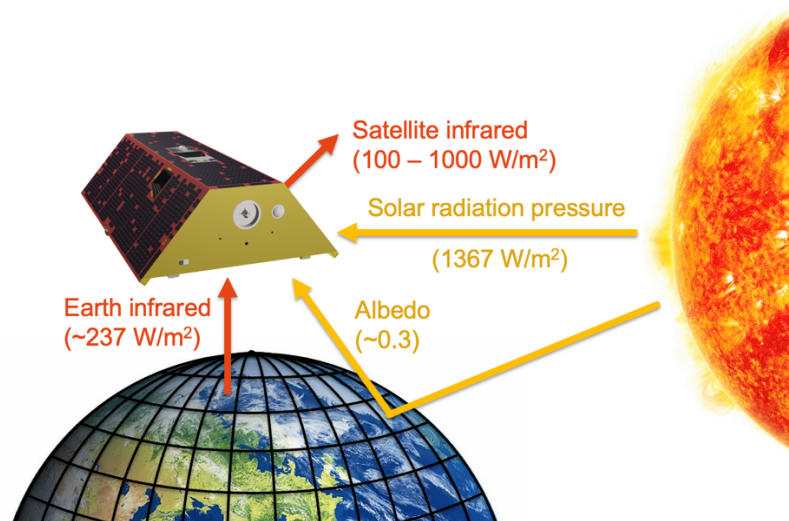 Satellite infrared
(100 – 1000 W/m²)
Solar radiation pressure
(1367 W/m²)
Earth infrared
(~237 W/m²)
Albedo
(~0.3)